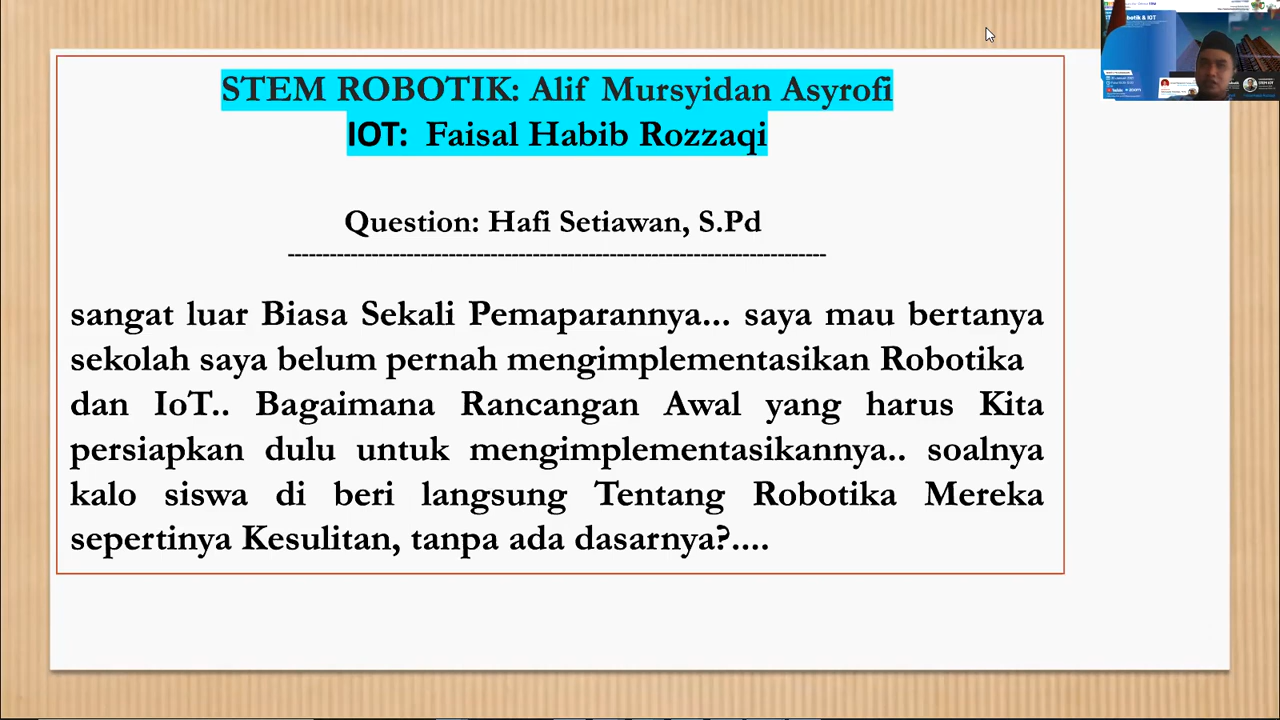 STEM ROBOTIK: Alif Mursyidan Asyrofi
IOT: Faisal Habib Rozzaqi
Question: Hafi Setiawan, S.Pd
------------------------------------------------------------------------------
sangat luar Biasa Sekali Pemaparannya... saya mau bertanya
sekolah saya belum pernah mengimplementasikan Robotika
dan IoT.. Bagaimana Rancangan Awal yang harus Kita
persiapkan dulu untuk mengimplementasikannya.. soalnya
kalo siswa di beri langsung Tentang Robotika Mereka
sepertinya Kesulitan, tanpa ada dasarnya?....